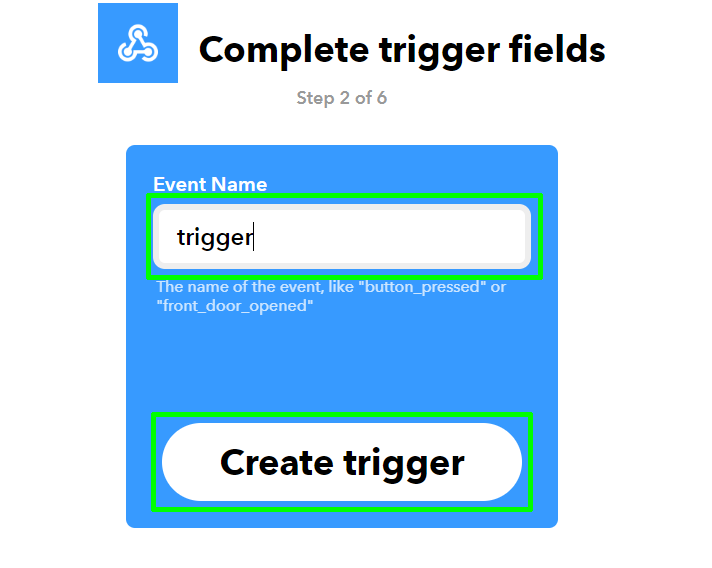 Complete trigger fields
Step 2 of 6
Event Name
trigger
The name of the event, like "button_pressed" or
"front_door_opened"
Create trigger